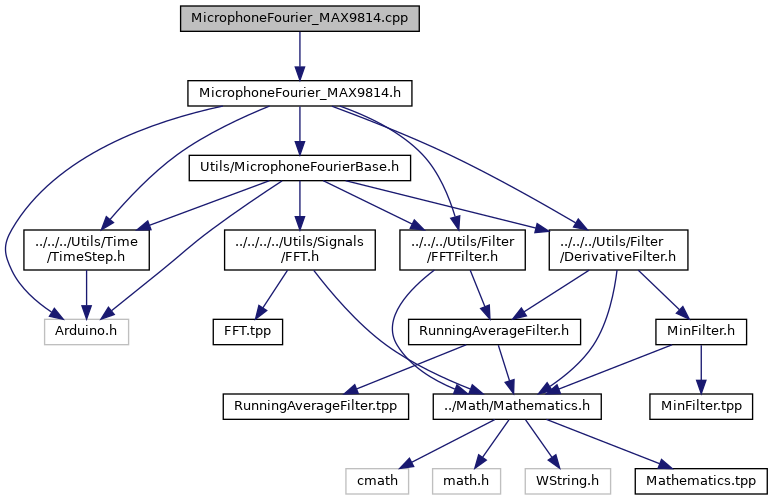 MicrophoneFourier_MAX9814.cpp
MicrophoneFourier_MAX9814.h
Utils/MicrophoneFourierBase.h
../../../Utils/Time
/TimeStep.h
../../../../Utils/Signals
/FFT.h
../../../Utils/Filter
/FFTFilter.h
../../../Utils/Filter
/DerivativeFilter.h
Arduino.h
FFT.tpp
RunningAverageFilter.h
MinFilter.h
RunningAverageFilter.tpp
../Math/Mathematics.h
MinFilter.tpp
cmath
math.h
WString.h
Mathematics.tpp